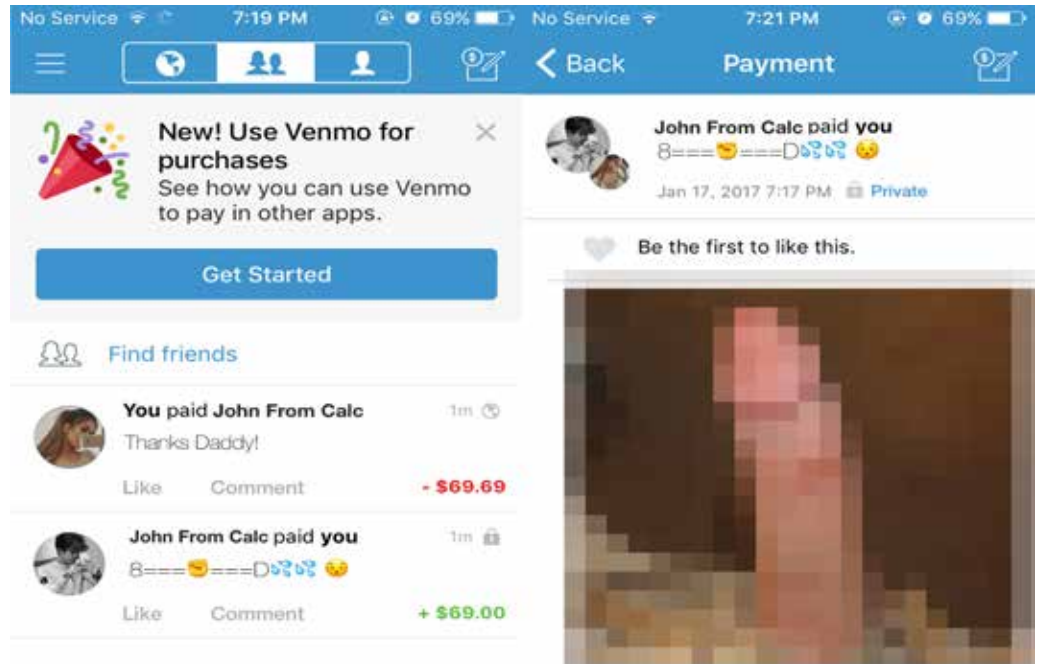 No Service 7:19 PM 69%
New! Use Venmo for
purchases
See how you can use Venmo
to pay in other apps.
Get Started
Find friends
You paid John From Calc 1m
Thanks Daddy!
Like Comment - $69.69
John From Calc paid you 1m
8===✊===D💦💦 😔
Like Comment + $69.00
No Service 7:21 PM 69%
Back Payment
John From Calc paid you
8===✊===D💦💦 😔
Jan 17, 2017 7:17 PM Private
Be the first to like this.